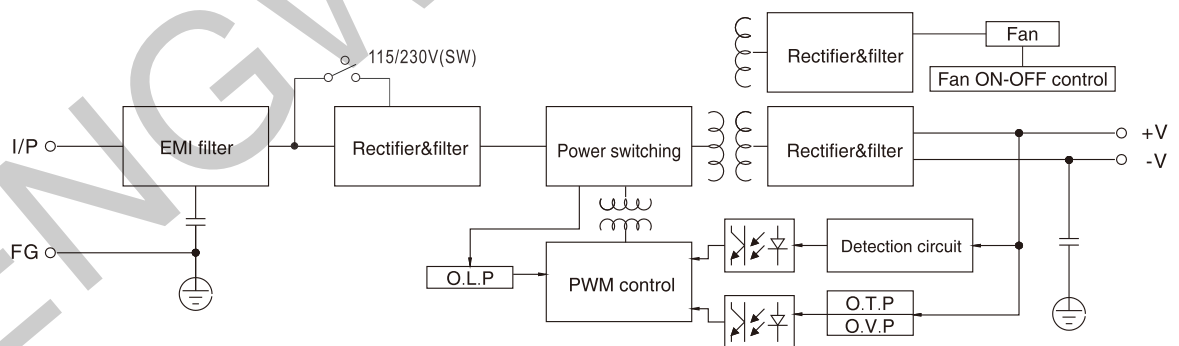 115/230V(SW)
Rectifier&filter
Fan
Fan ON-OFF control
I/P
EMI filter
Rectifier&filter
Power switching
Rectifier&filter
+V
-V
FG
O.L.P
PWM control
Detection circuit
O.T.P
O.V.P